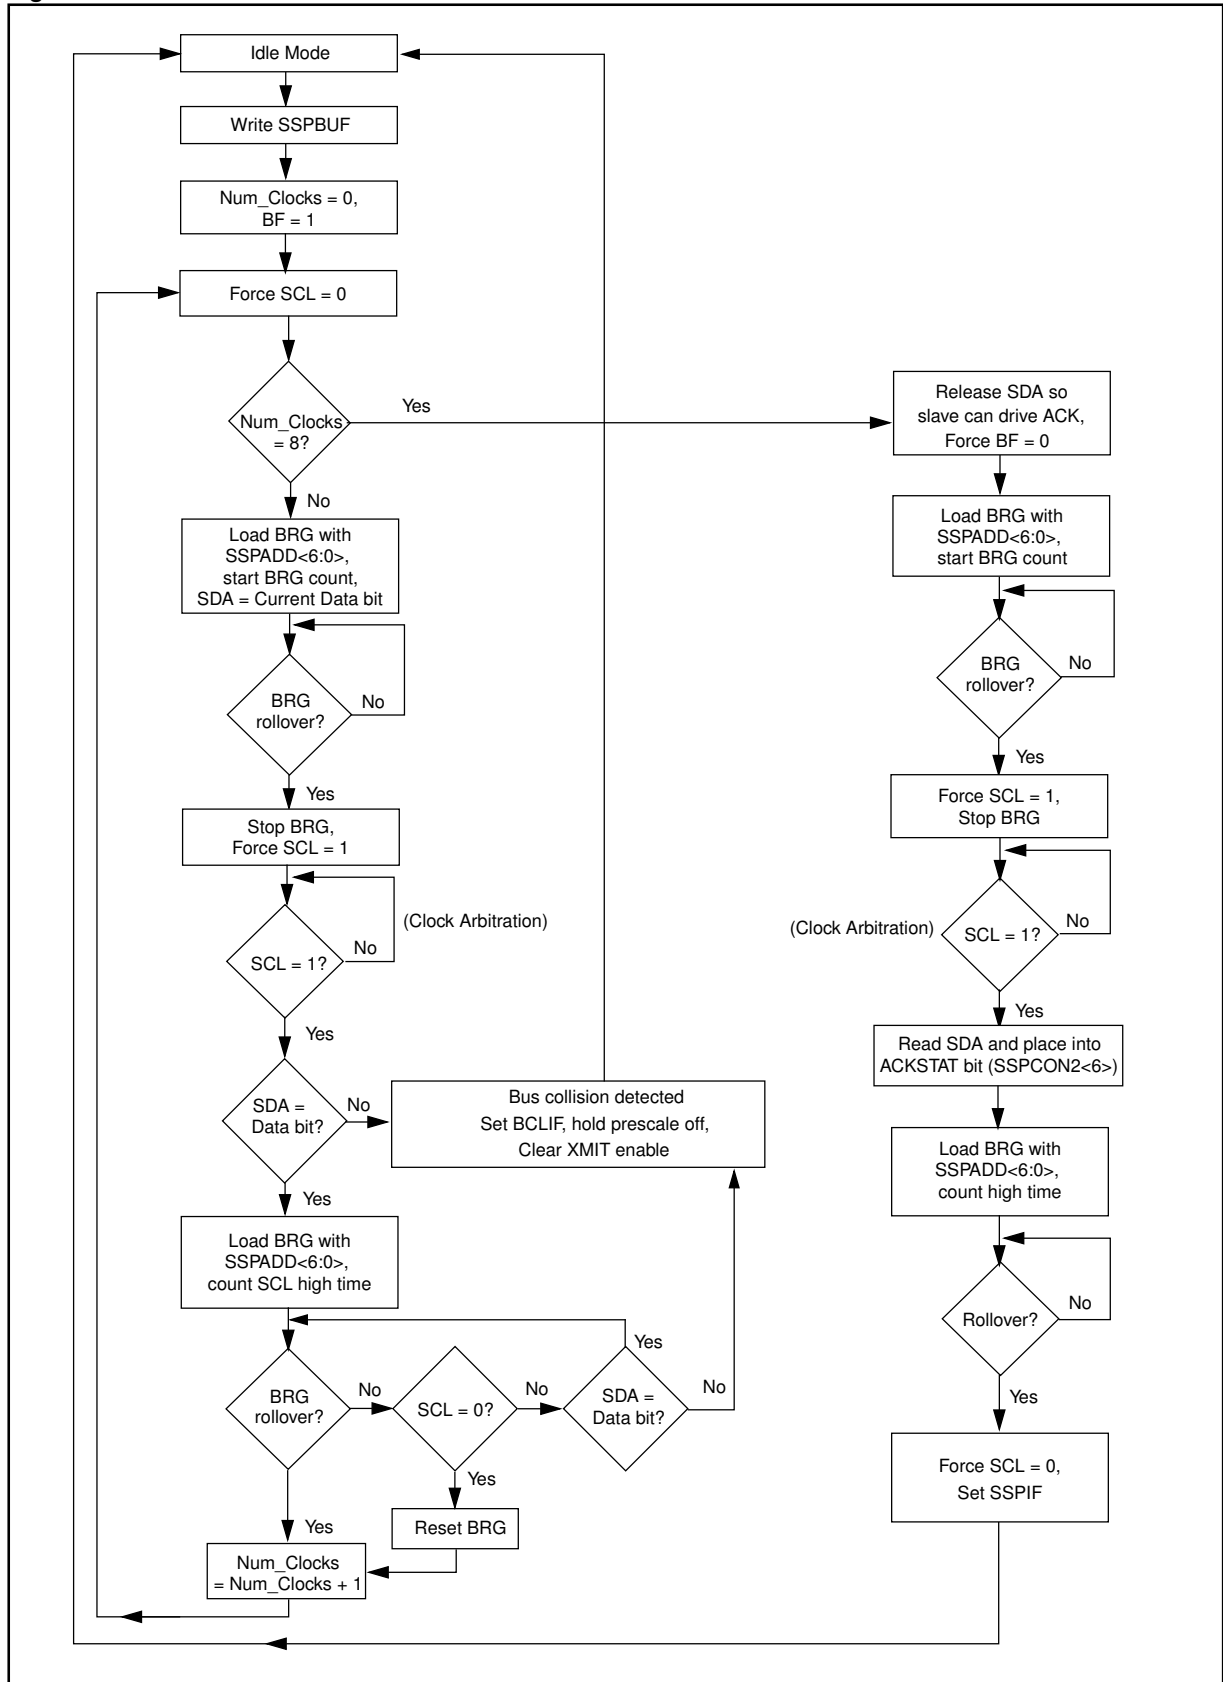 Idle Mode
Write SSPBUF
Num_Clocks = 0,
BF = 1
Force SCL = 0
Num_Clocks
= 8?
Yes
No
Load BRG with
SSPADD<6:0>,
start BRG count,
SDA = Current Data bit
BRG
rollover?
No
Yes
Stop BRG,
Force SCL = 1
(Clock Arbitration)
SCL = 1?
No
Yes
SDA =
Data bit?
No
Bus collision detected
Set BCLIF, hold prescale off,
Clear XMIT enable
Yes
Load BRG with
SSPADD<6:0>,
count SCL high time
BRG
rollover?
No
SCL = 0?
No
SDA =
Data bit?
Yes
No
Yes
Reset BRG
Yes
Num_Clocks
= Num_Clocks + 1
Release SDA so
slave can drive ACK,
Force BF = 0
Load BRG with
SSPADD<6:0>,
start BRG count
BRG
rollover?
No
Yes
Force SCL = 1,
Stop BRG
(Clock Arbitration)
SCL = 1?
No
Yes
Read SDA and place into
ACKSTAT bit (SSPCON2<6>)
Load BRG with
SSPADD<6:0>,
count high time
Rollover?
No
Yes
Force SCL = 0,
Set SSPIF